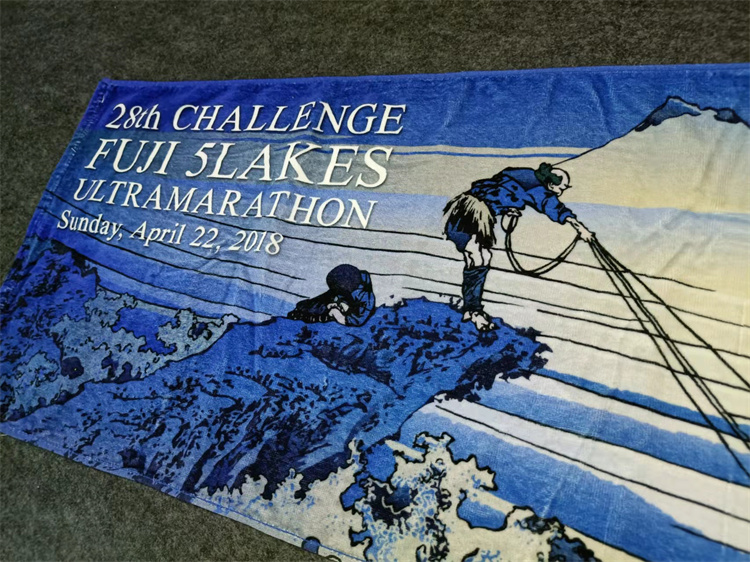 28th CHALLENGE
FUJI 5LAKES
ULTRAMARATHON
Sunday, April 22, 2018